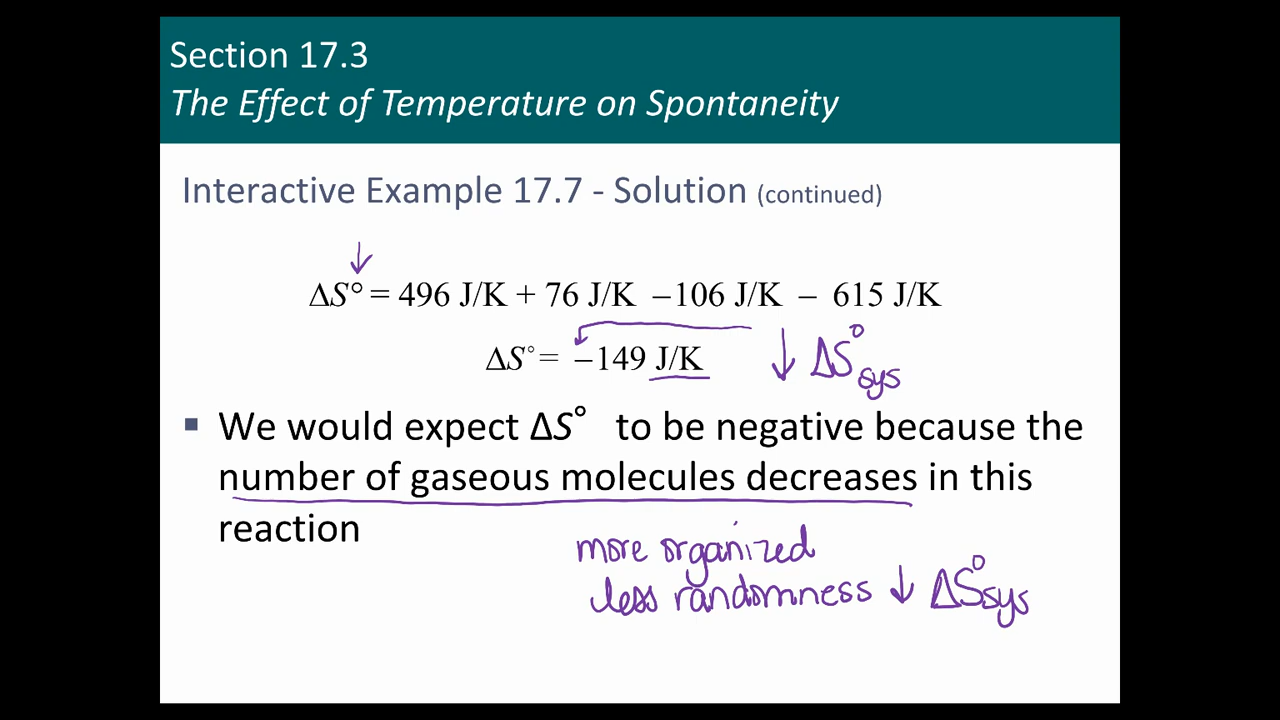 Section 17.3
The Effect of Temperature on Spontaneity
Interactive Example 17.7 - Solution (continued)
↓
ΔS° = 496 J/K + 76 J/K –106 J/K – 615 J/K
ΔS° = –149 J/K ↓ ΔS°sys
▪ We would expect ΔS° to be negative because the
number of gaseous molecules decreases in this
reaction
more organized
less randomness ↓ ΔS°sys